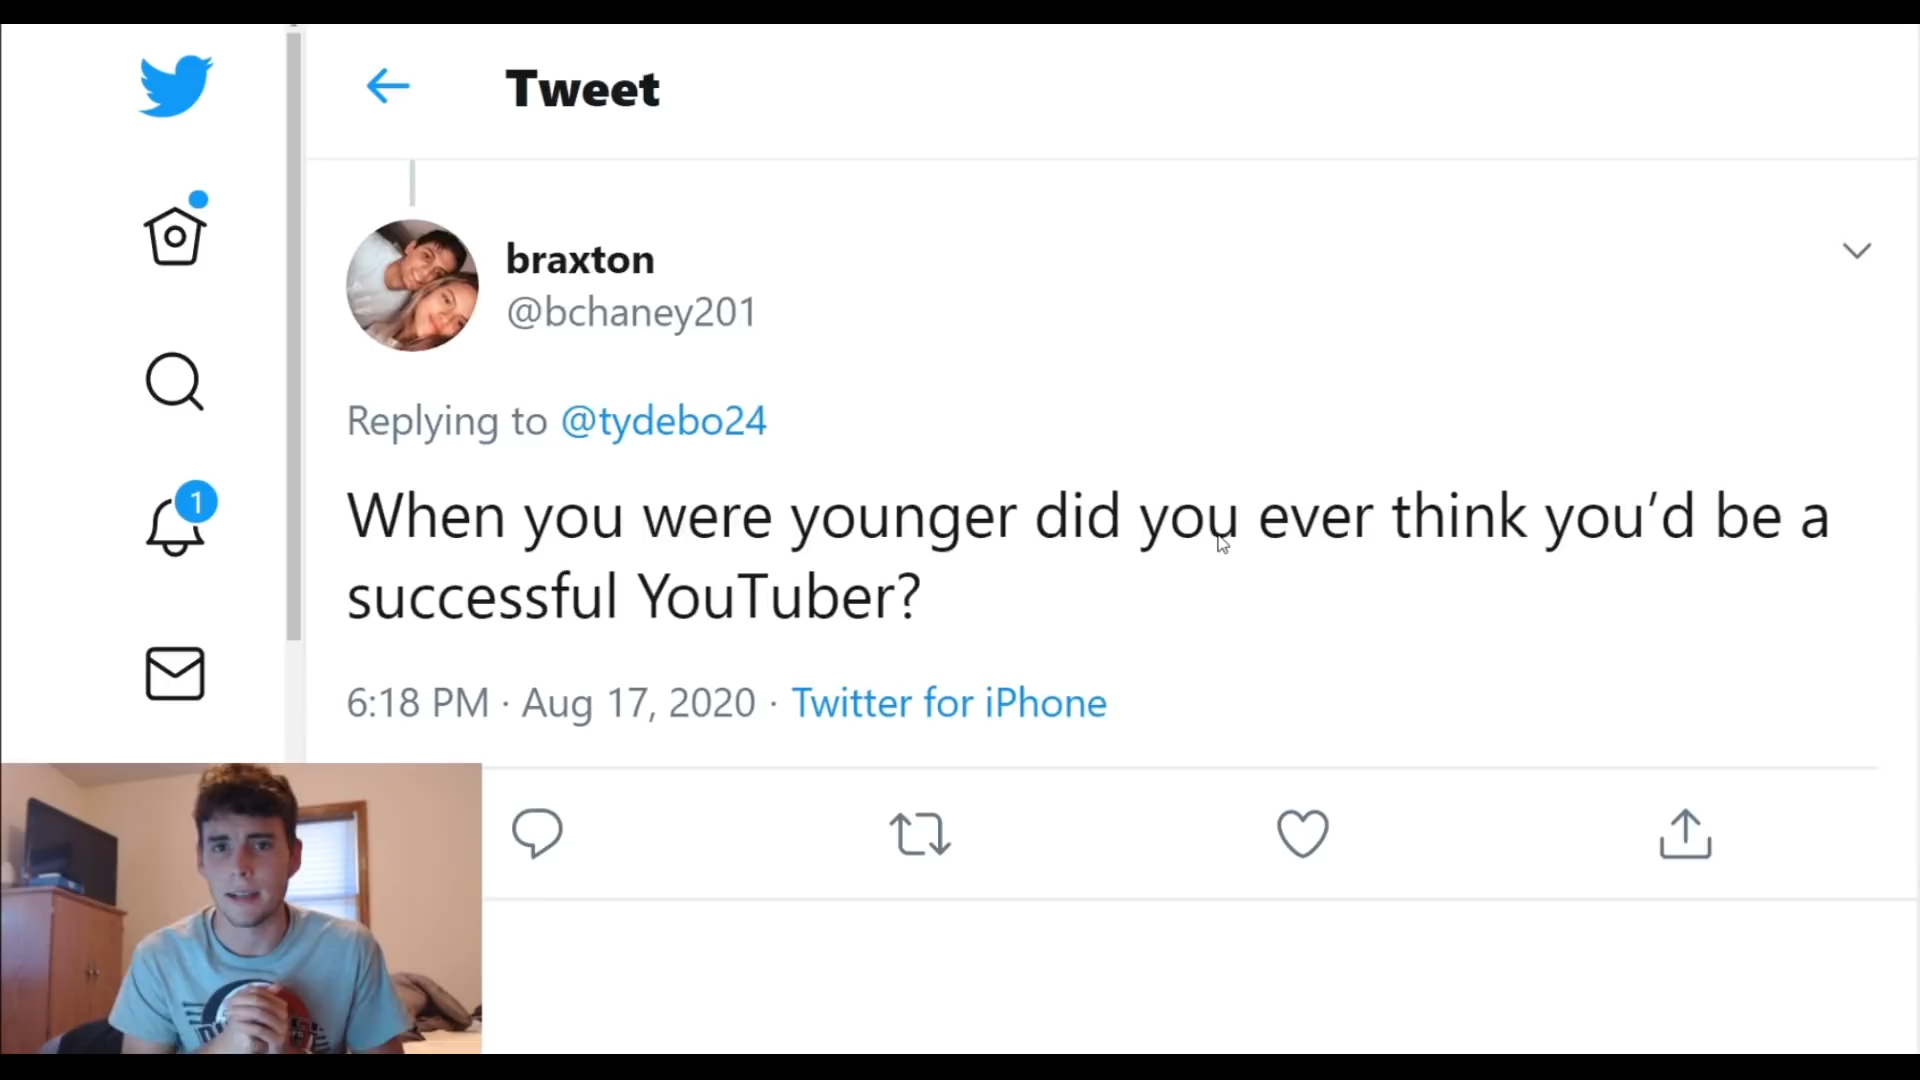 Tweet
braxton
@bchaney201
Replying to @tydebo24
When you were younger did you ever think you’d be a
successful YouTuber?
6:18 PM · Aug 17, 2020 · Twitter for iPhone
1